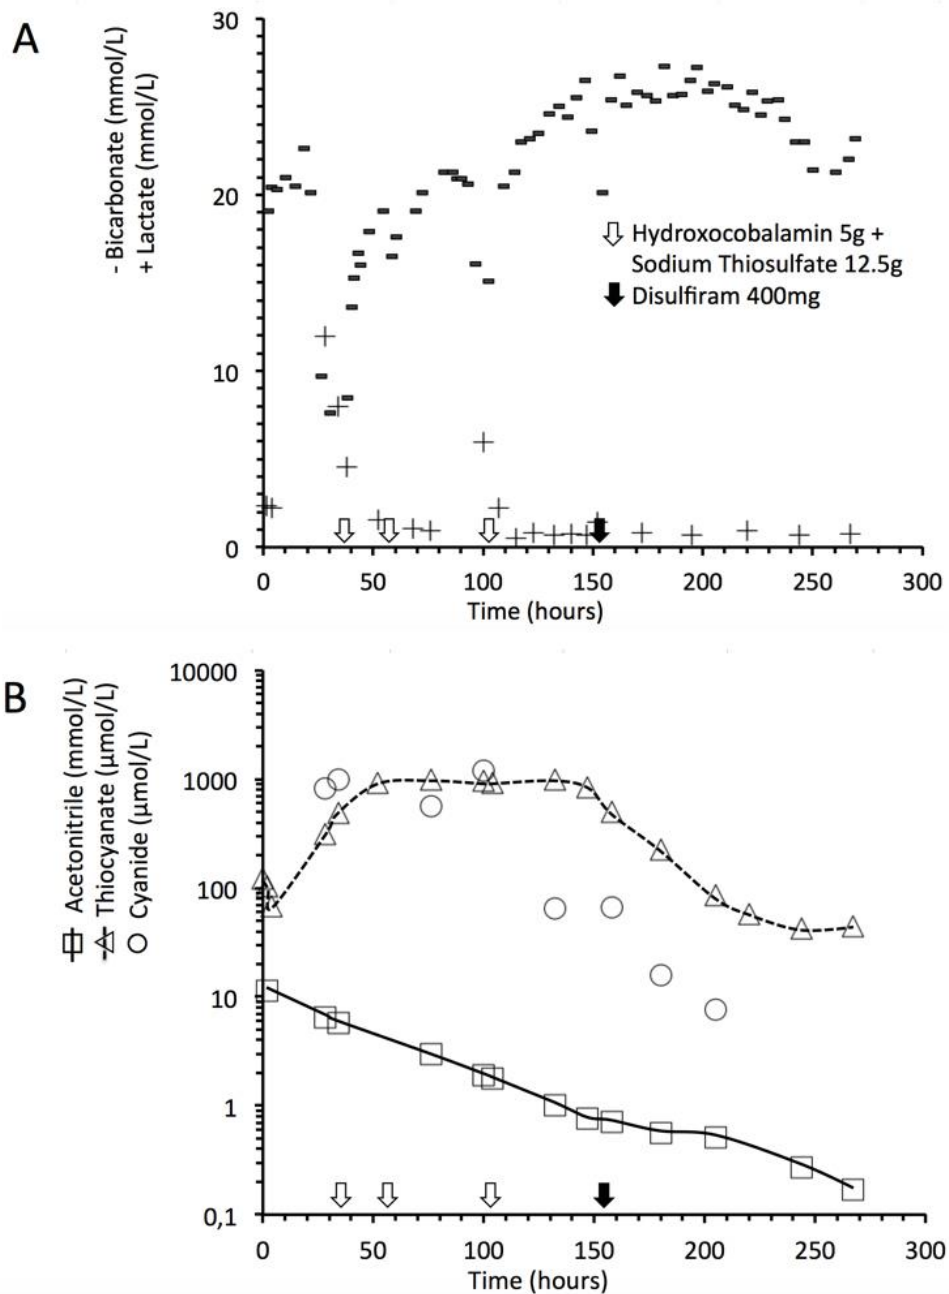 A
- Bicarbonate (mmol/L)
+ Lactate (mmol/L)
30
20
10
0
Hydroxocobalamin 5g +
Sodium Thiosulfate 12.5g
Disulfiram 400mg
0 50 100 150 200 250 300
Time (hours)
B
Acetonitrile (mmol/L)
Thiocyanate (μmol/L)
Cyanide (μmol/L)
10000
1000
100
10
1
0,1
0 50 100 150 200 250 300
Time (hours)